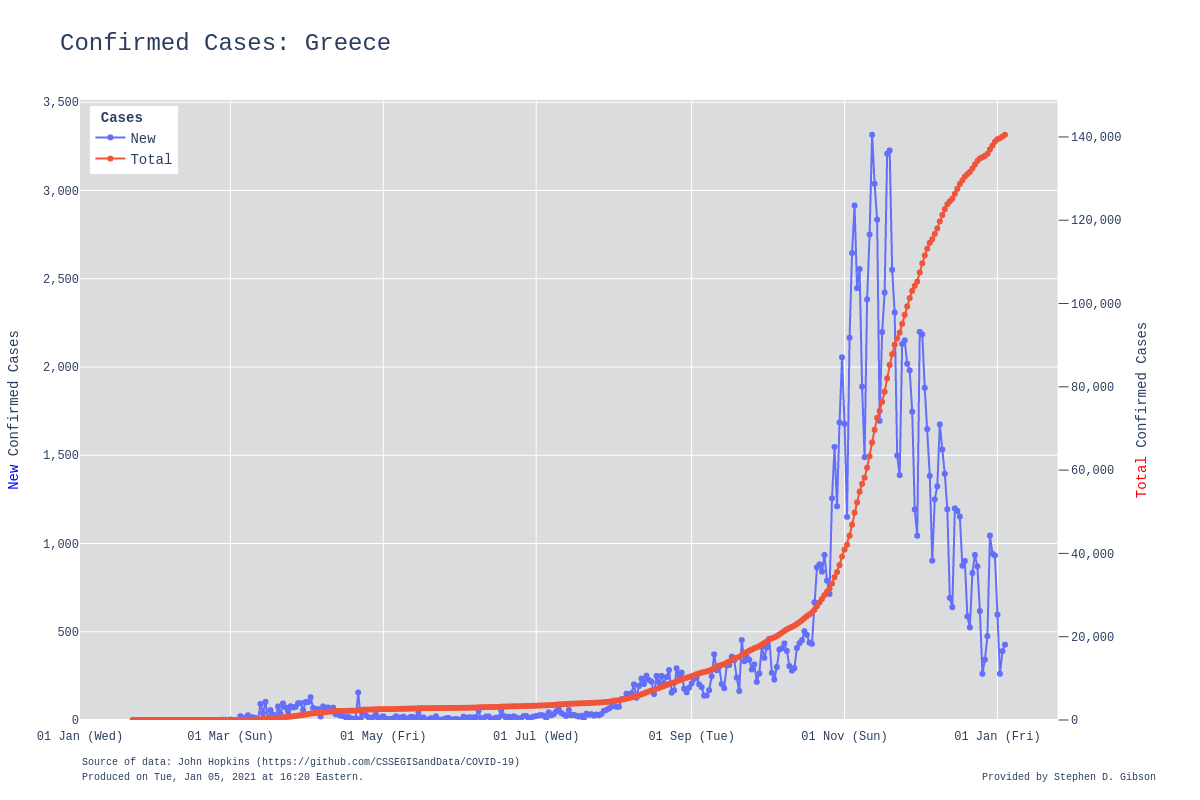 Confirmed Cases: Greece
Cases
New
Total
3,500
3,000
2,500
2,000
1,500
1,000
500
0
New Confirmed Cases
140,000
120,000
100,000
80,000
60,000
40,000
20,000
0
Total Confirmed Cases
01 Jan (Wed) 01 Mar (Sun) 01 May (Fri) 01 Jul (Wed) 01 Sep (Tue) 01 Nov (Sun) 01 Jan (Fri)
Source of data: John Hopkins (https://github.com/CSSEGISandData/COVID-19)
Produced on Tue, Jan 05, 2021 at 16:20 Eastern.
Provided by Stephen D. Gibson